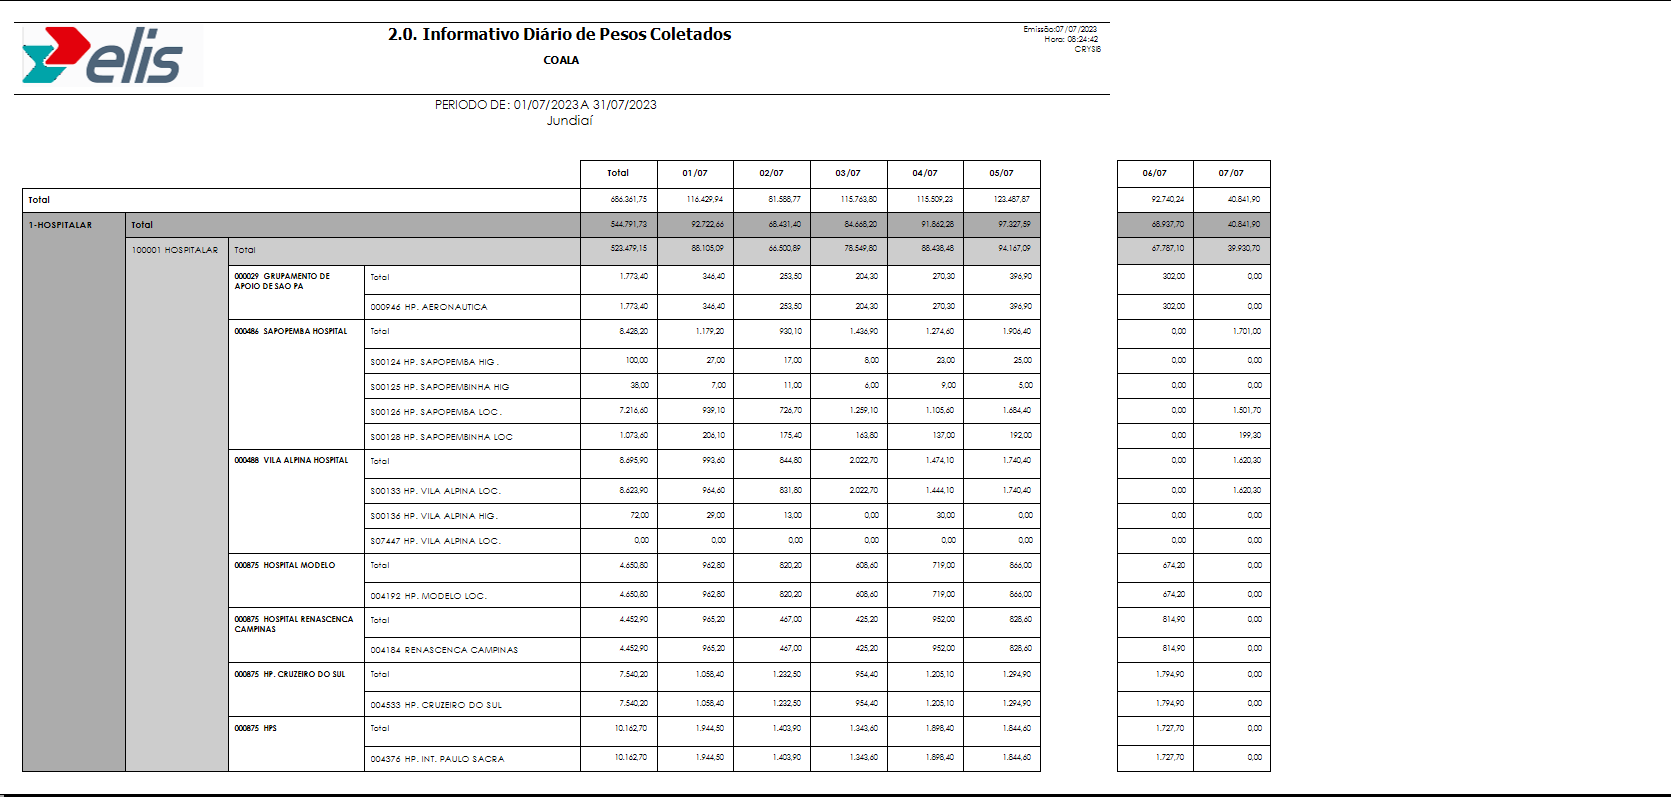 elis
2.0. Informativo Diário de Pesos Coletados
COALA
Emissão:07/07/2023
Hora: 08:24:42
CRYSI8
PERIODO DE: 01/07/2023 A 31/07/2023
Jundiaí
Total 01/07 02/07 03/07 04/07 05/07 06/07 07/07
Total 686.361,75 116.429,94 81.588,77 115.763,80 115.509,23 123.487,87 92.740,24 40.841,90
1-HOSPITALAR Total 544.791,73 92.722,66 68.431,40 84.668,20 91.862,28 97.327,59 68.937,70 40.841,90
100001 HOSPITALAR Total 523.479,15 88.105,09 66.500,89 78.549,80 88.438,48 94.167,09 67.787,10 39.930,70
000029 GRUPAMENTO DE Total 1.773,40 346,40 253,50 204,30 270,30 396,90 302,00 0,00
APOIO DE SAO PA
000946 HP. AERONAUTICA 1.773,40 346,40 253,50 204,30 270,30 396,90 302,00 0,00
000486 SAPOPEMBA HOSPITAL Total 8.428,20 1.179,20 930,10 1.436,90 1.274,60 1.906,40 0,00 1.701,00
S00124 HP. SAPOPEMBA HIG . 100,00 27,00 17,00 8,00 23,00 25,00 0,00 0,00
S00125 HP. SAPOPEMBINHA HIG 38,00 7,00 11,00 6,00 9,00 5,00 0,00 0,00
S00126 HP. SAPOPEMBA LOC . 7.216,60 939,10 726,70 1.259,10 1.105,60 1.684,40 0,00 1.501,70
S00128 HP. SAPOPEMBINHA LOC 1.073,60 206,10 175,40 163,80 137,00 192,00 0,00 199,30
000488 VILA ALPINA HOSPITAL Total 8.695,90 993,60 844,80 2.022,70 1.474,10 1.740,40 0,00 1.620,30
S00133 HP. VILA ALPINA LOC. 8.623,90 964,60 831,80 2.022,70 1.444,10 1.740,40 0,00 1.620,30
S00136 HP. VILA ALPINA HIG. 72,00 29,00 13,00 0,00 30,00 0,00 0,00 0,00
S07447 HP. VILA ALPINA LOC. 0,00 0,00 0,00 0,00 0,00 0,00 0,00 0,00
000875 HOSPITAL MODELO Total 4.650,80 962,80 820,20 608,60 719,00 866,00 674,20 0,00
004192 HP. MODELO LOC. 4.650,80 962,80 820,20 608,60 719,00 866,00 674,20 0,00
000875 HOSPITAL RENASCENCA Total 4.452,90 965,20 467,00 425,20 952,00 828,60 814,90 0,00
CAMPINAS
004184 RENASCENCA CAMPINAS 4.452,90 965,20 467,00 425,20 952,00 828,60 814,90 0,00
000875 HP. CRUZEIRO DO SUL Total 7.540,20 1.058,40 1.232,50 954,40 1.205,10 1.294,90 1.794,90 0,00
004533 HP. CRUZEIRO DO SUL 7.540,20 1.058,40 1.232,50 954,40 1.205,10 1.294,90 1.794,90 0,00
000875 HPS Total 10.162,70 1.944,50 1.403,90 1.343,60 1.898,40 1.844,60 1.727,70 0,00
004376 HP. INT. PAULO SACRA 10.162,70 1.944,50 1.403,90 1.343,60 1.898,40 1.844,60 1.727,70 0,00